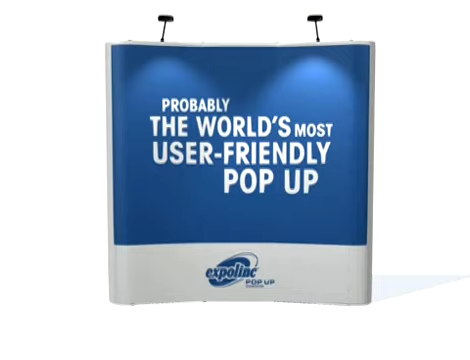 PROBABLY
THE WORLD'S MOST
USER-FRIENDLY
POP UP
expolinc
POP UP